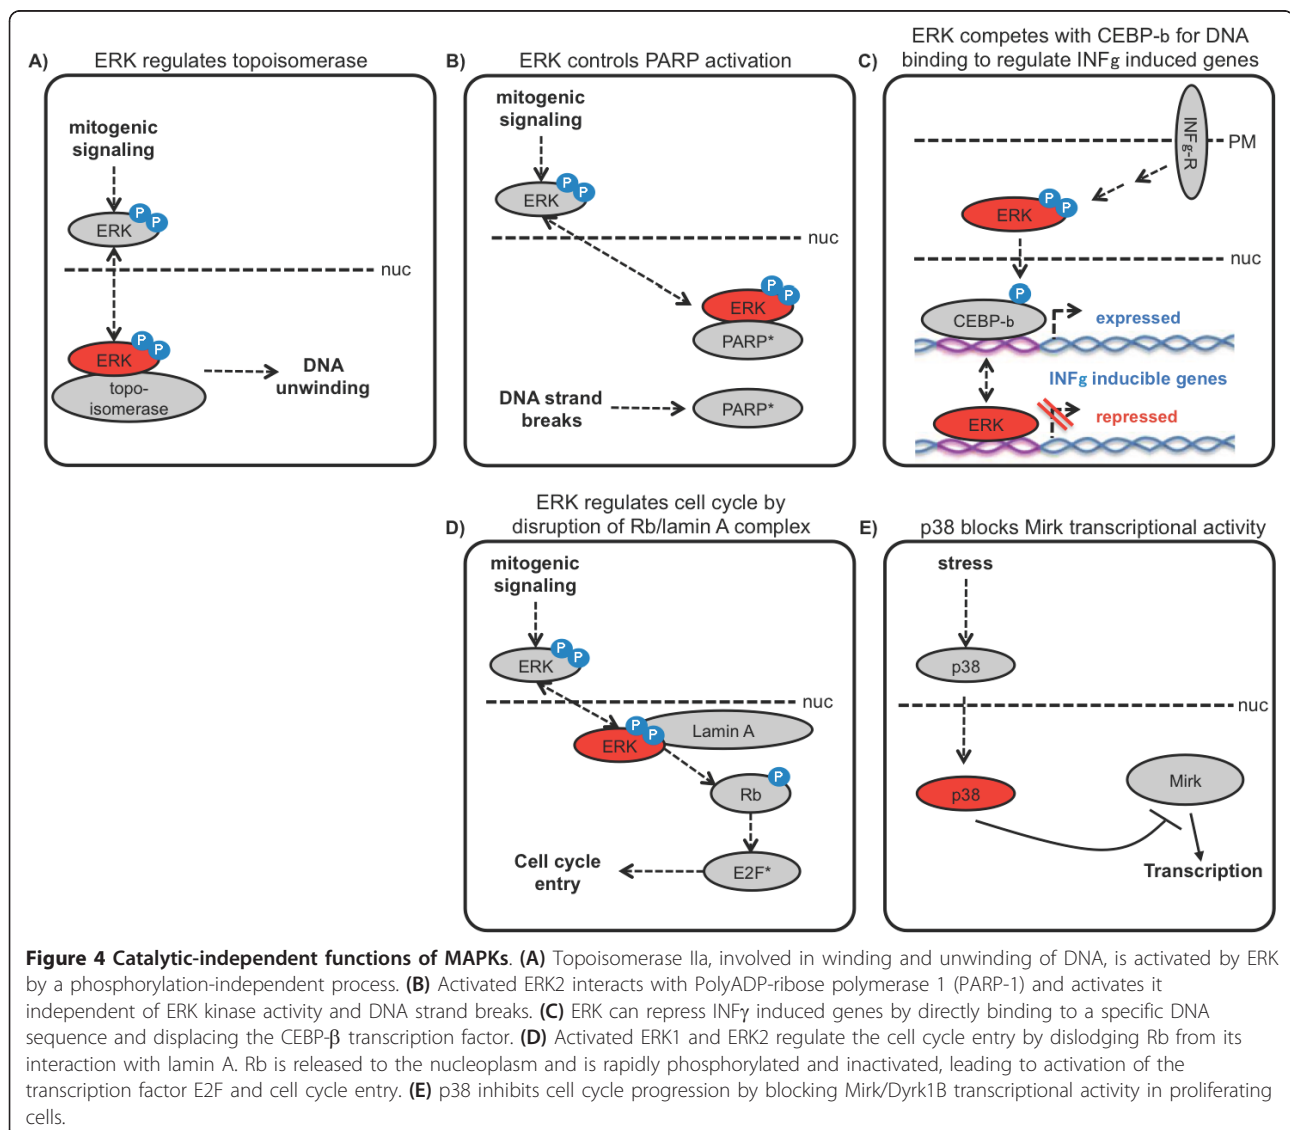 A) ERK regulates topoisomerase
mitogenic
signaling
P
P
ERK
nuc
P
P
ERK
topo-
isomerase
DNA
unwinding
B) ERK controls PARP activation
mitogenic
signaling
P
P
ERK
nuc
P
P
ERK
PARP*
DNA strand
breaks
PARP*
ERK competes with CEBP-b for DNA
C) binding to regulate INFg induced genes
INFg-R
PM
P
P
ERK
nuc
P
CEBP-b
expressed
INFg inducible genes
ERK
repressed
ERK regulates cell cycle by
D) disruption of Rb/lamin A complex
mitogenic
signaling
P
P
ERK
nuc
P
P
ERK
Lamin A
P
Rb
Cell cycle
entry
E2F*
E) p38 blocks Mirk transcriptional activity
stress
p38
nuc
p38
Mirk
Transcription
Figure 4 Catalytic-independent functions of MAPKs. (A) Topoisomerase IIa, involved in winding and unwinding of DNA, is activated by ERK
by a phosphorylation-independent process. (B) Activated ERK2 interacts with PolyADP-ribose polymerase 1 (PARP-1) and activates it
independent of ERK kinase activity and DNA strand breaks. (C) ERK can repress INFγ induced genes by directly binding to a specific DNA
sequence and displacing the CEBP-β transcription factor. (D) Activated ERK1 and ERK2 regulate the cell cycle entry by dislodging Rb from its
interaction with lamin A. Rb is released to the nucleoplasm and is rapidly phosphorylated and inactivated, leading to activation of the
transcription factor E2F and cell cycle entry. (E) p38 inhibits cell cycle progression by blocking Mirk/Dyrk1B transcriptional activity in proliferating
cells.